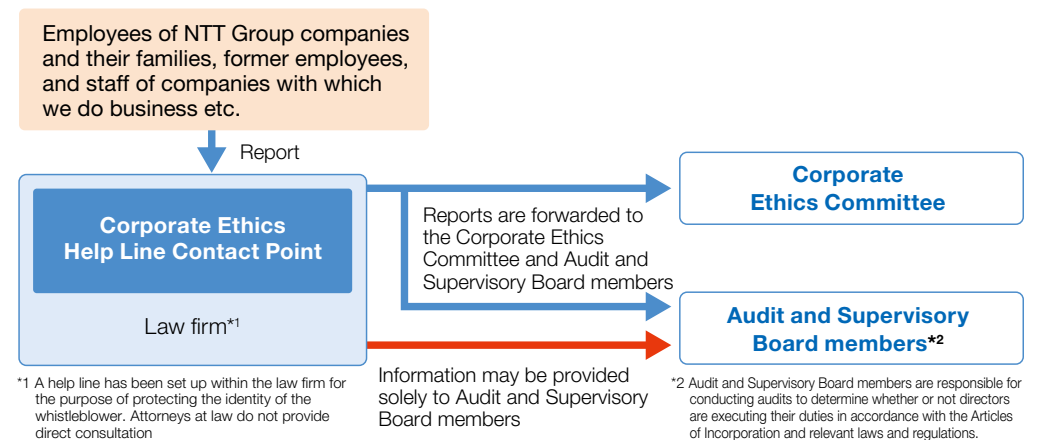 Employees of NTT Group companies
and their families, former employees,
and staff of companies with which
we do business etc.
Report
Corporate Ethics
Help Line Contact Point
Law firm*1
Reports are forwarded to
the Corporate Ethics
Committee and Audit and
Supervisory Board members
Corporate
Ethics Committee
Audit and Supervisory
Board members*2
Information may be provided
solely to Audit and Supervisory
Board members
*1 A help line has been set up within the law firm for
the purpose of protecting the identity of the
whistleblower. Attorneys at law do not provide
direct consultation
*2 Audit and Supervisory Board members are responsible for
conducting audits to determine whether or not directors
are executing their duties in accordance with the Articles
of Incorporation and relevant laws and regulations.